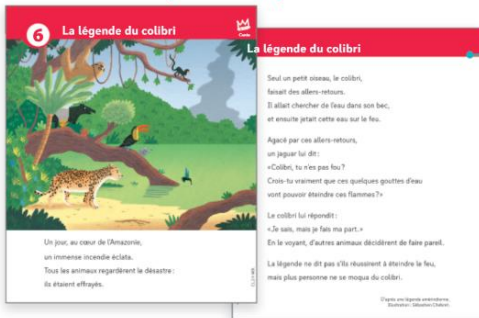 6
La légende du colibri
Conte
Un jour, au cœur de l'Amazonie,
un immense incendie éclata.
Tous les animaux regardèrent le désastre :
ils étaient effrayés.
La légende du colibri
Seul un petit oiseau, le colibri,
faisait des allers-retours.
Il allait chercher de l'eau dans son bec,
et ensuite jetait cette eau sur le feu.
Agacé par ces allers-retours,
un jaguar lui dit :
«Colibri, tu n'es pas fou ?
Crois-tu vraiment que ces quelques gouttes d'eau
vont pouvoir éteindre ces flammes ?»
Le colibri lui répondit :
«Je sais, mais je fais ma part.»
En le voyant, d'autres animaux décidèrent de faire pareil.
La légende ne dit pas s'ils réussirent à éteindre le feu,
mais plus personne ne se moqua du colibri.
D'après une légende amérindienne.